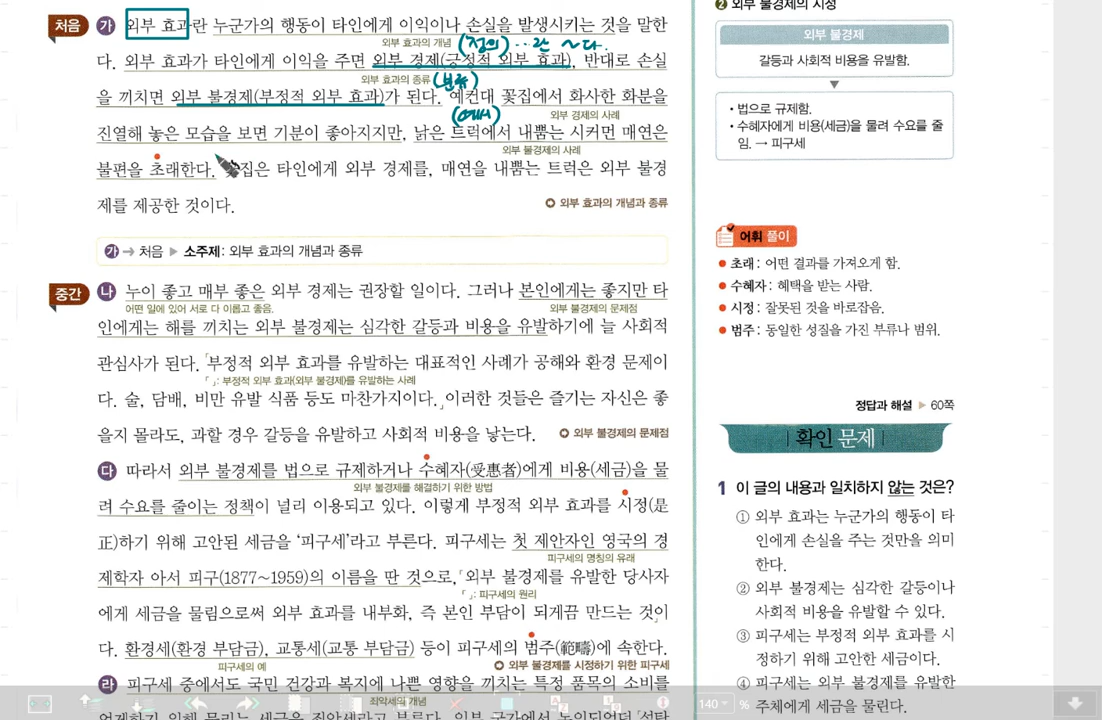 처음 가 외부 효과란 누군가의 행동이 타인에게 이익이나 손실을 발생시키는 것을 말한
외부 효과의 개념 (정의) …란 ~다.
다. 외부 효과가 타인에게 이익을 주면 외부 경제(긍정적 외부 효과), 반대로 손실
외부 효과의 종류 (분류)
을 끼치면 외부 불경제(부정적 외부 효과)가 된다. 예컨대 꽃집에서 화사한 화분을
(예시) 외부 경제의 사례
진열해 놓은 모습을 보면 기분이 좋아지지만, 낡은 트럭에서 내뿜는 시커먼 매연은
외부 불경제의 사례
불편을 초래한다. 꽃집은 타인에게 외부 경제를, 매연을 내뿜는 트럭은 외부 불경
제를 제공한 것이다. 외부 효과의 개념과 종류
가 → 처음 ▶ 소주제: 외부 효과의 개념과 종류
중간 나 누이 좋고 매부 좋은 외부 경제는 권장할 일이다. 그러나 본인에게는 좋지만 타
어떤 일에 있어 서로 다 이롭고 좋음. 외부 불경제의 문제점
인에게는 해를 끼치는 외부 불경제는 심각한 갈등과 비용을 유발하기에 늘 사회적
관심사가 된다.「부정적 외부 효과를 유발하는 대표적인 사례가 공해와 환경 문제이
「 」: 부정적 외부 효과(외부 불경제)를 유발하는 사례
다. 술, 담배, 비만 유발 식품 등도 마찬가지이다.」이러한 것들은 즐기는 자신은 좋
을지 몰라도, 과할 경우 갈등을 유발하고 사회적 비용을 낳는다. 외부 불경제의 문제점
다 따라서 외부 불경제를 법으로 규제하거나 수혜자(受惠者)에게 비용(세금)을 물
외부 불경제를 해결하기 위한 방법
려 수요를 줄이는 정책이 널리 이용되고 있다. 이렇게 부정적 외부 효과를 시정(是
正)하기 위해 고안된 세금을 ‘피구세’라고 부른다. 피구세는 첫 제안자인 영국의 경
피구세의 명칭의 유래
제학자 아서 피구(1877~1959)의 이름을 딴 것으로,「외부 불경제를 유발한 당사자
「 」: 피구세의 원리
에게 세금을 물림으로써 외부 효과를 내부화, 즉 본인 부담이 되게끔 만드는 것이
다.」환경세(환경 부담금), 교통세(교통 부담금) 등이 피구세의 범주(範疇)에 속한다.
피구세의 예 외부 불경제를 시정하기 위한 피구세
라 피구세 중에서도 국민 건강과 복지에 나쁜 영향을 끼치는 특정 품목의 소비를
죄악세의 개념
❷ 외부 불경제의 시정
외부 불경제
갈등과 사회적 비용을 유발함.
▼
• 법으로 규제함.
• 수혜자에게 비용(세금)을 물려 수요를 줄
임. → 피구세
어휘 풀이
초래: 어떤 결과를 가져오게 함.
수혜자: 혜택을 받는 사람.
시정: 잘못된 것을 바로잡음.
범주: 동일한 성질을 가진 부류나 범위.
정답과 해설 ▶ 60쪽
확인 문제
1 이 글의 내용과 일치하지 않는 것은?
① 외부 효과는 누군가의 행동이 타
인에게 손실을 주는 것만을 의미
한다.
② 외부 불경제는 심각한 갈등이나
사회적 비용을 유발할 수 있다.
③ 피구세는 부정적 외부 효과를 시
정하기 위해 고안한 세금이다.
④ 피구세는 외부 불경제를 유발한
주체에게 세금을 물린다.
140 %